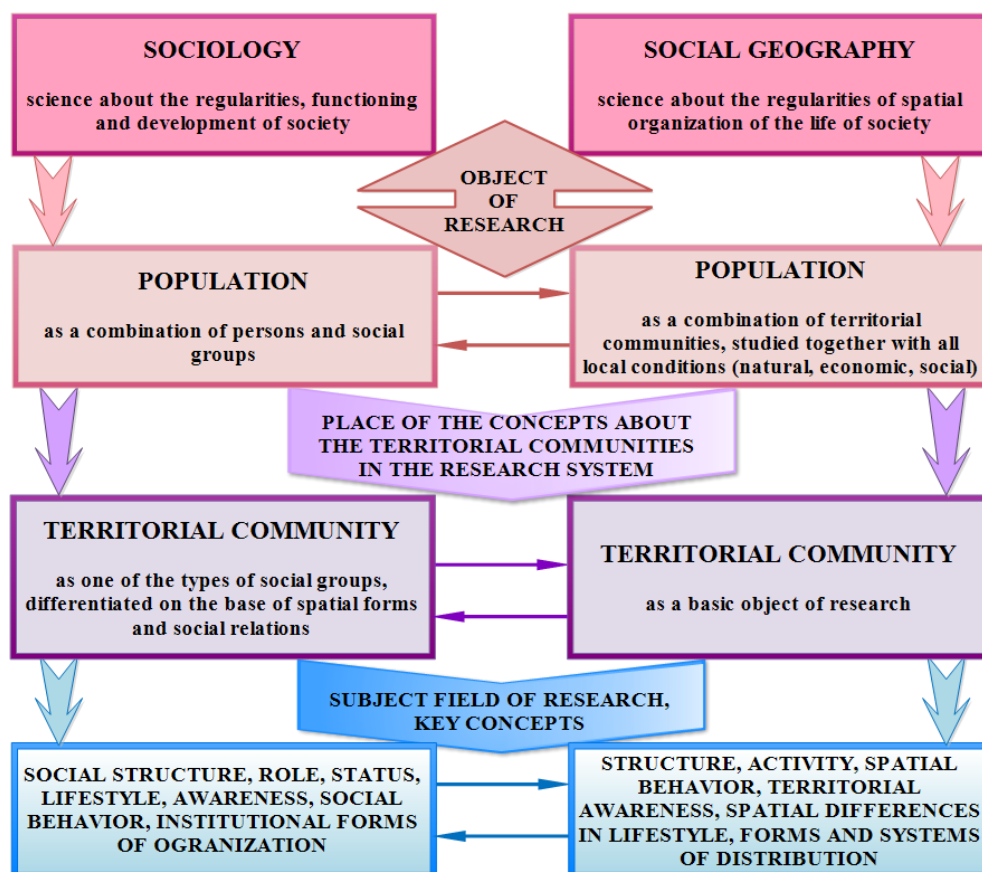 SOCIOLOGY
science about the regularities, functioning
and development of society
SOCIAL GEOGRAPHY
science about the regularities of spatial
organization of the life of society
OBJECT
OF
RESEARCH
POPULATION
as a combination of persons and social
groups
POPULATION
as a combination of territorial
communities, studied together with all
local conditions (natural, economic, social)
PLACE OF THE CONCEPTS ABOUT
THE TERRITORIAL COMMUNITIES
IN THE RESEARCH SYSTEM
TERRITORIAL COMMUNITY
as one of the types of social groups,
differentiated on the base of spatial forms
and social relations
TERRITORIAL COMMUNITY
as a basic object of research
SUBJECT FIELD OF RESEARCH,
KEY CONCEPTS
SOCIAL STRUCTURE, ROLE, STATUS,
LIFESTYLE, AWARENESS, SOCIAL
BEHAVIOR, INSTITUTIONAL FORMS
OF OGRANIZATION
STRUCTURE, ACTIVITY, SPATIAL
BEHAVIOR, TERRITORIAL
AWARENESS, SPATIAL DIFFERENCES
IN LIFESTYLE, FORMS AND SYSTEMS
OF DISTRIBUTION